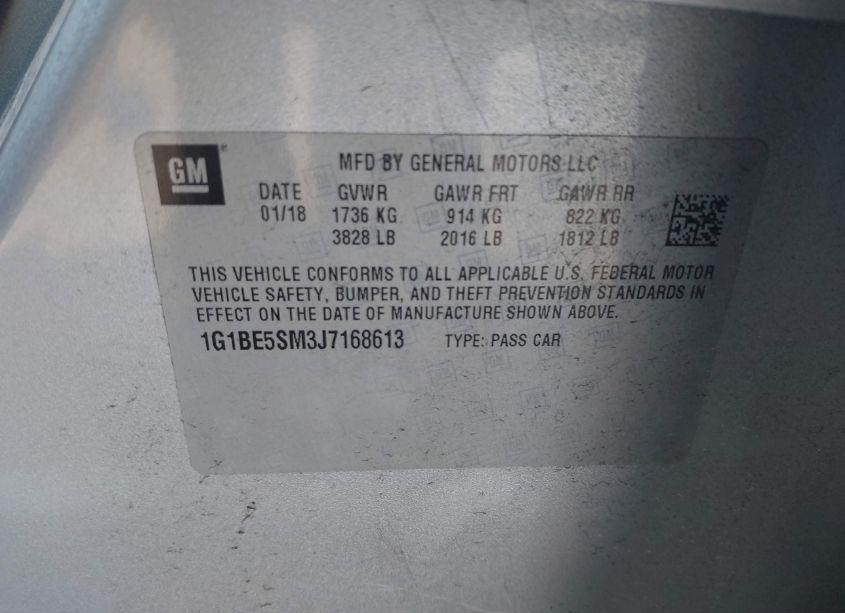 GM
MFD BY GENERAL MOTORS LLC
DATE GVWR GAWR FRT GAWR RR
01/18 1736 KG 914 KG 822 KG
3828 LB 2016 LB 1812 LB
THIS VEHICLE CONFORMS TO ALL APPLICABLE U.S. FEDERAL MOTOR
VEHICLE SAFETY, BUMPER, AND THEFT PREVENTION STANDARDS IN
EFFECT ON THE DATE OF MANUFACTURE SHOWN ABOVE.
1G1BE5SM3J7168613 TYPE: PASS CAR